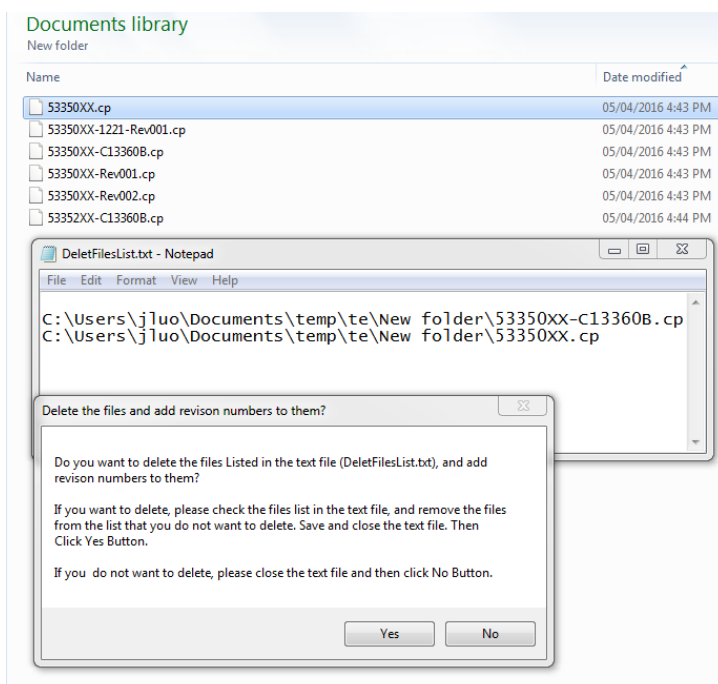 Documents library
New folder
Name Date modified
53350XX.cp 05/04/2016 4:43 PM
53350XX-1221-Rev001.cp 05/04/2016 4:43 PM
53350XX-C13360B.cp 05/04/2016 4:43 PM
53350XX-Rev001.cp 05/04/2016 4:43 PM
53350XX-Rev002.cp 05/04/2016 4:43 PM
53352XX-C13360B.cp 05/04/2016 4:44 PM
DeletFilesList.txt - Notepad
File Edit Format View Help
C:\Users\jluo\Documents\temp\te\New folder\53350XX-C13360B.cp
C:\Users\jluo\Documents\temp\te\New folder\53350XX.cp
Delete the files and add revison numbers to them?
Do you want to delete the files Listed in the text file (DeletFilesList.txt), and add
revison numbers to them?
If you want to delete, please check the files list in the text file, and remove the files
from the list that you do not want to delete. Save and close the text file. Then
Click Yes Button.
If you  do not want to delete, please close the text file and then click No Button.
Yes No